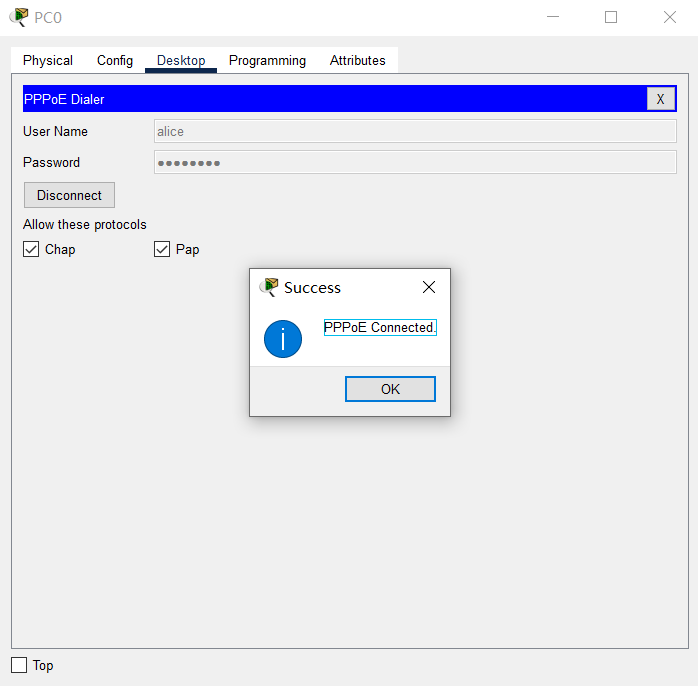 PC0
Physical Config Desktop Programming Attributes
PPPoE Dialer X
User Name alice
Password ●●●●●●●●
Disconnect
Allow these protocols
Chap Pap
Success
PPPoE Connected.
OK
Top